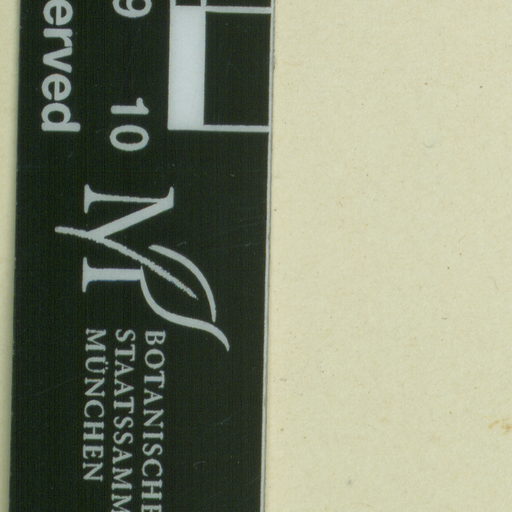 erved
9 10
BOTANISCHE
STAATSSAMM
MÜNCHEN